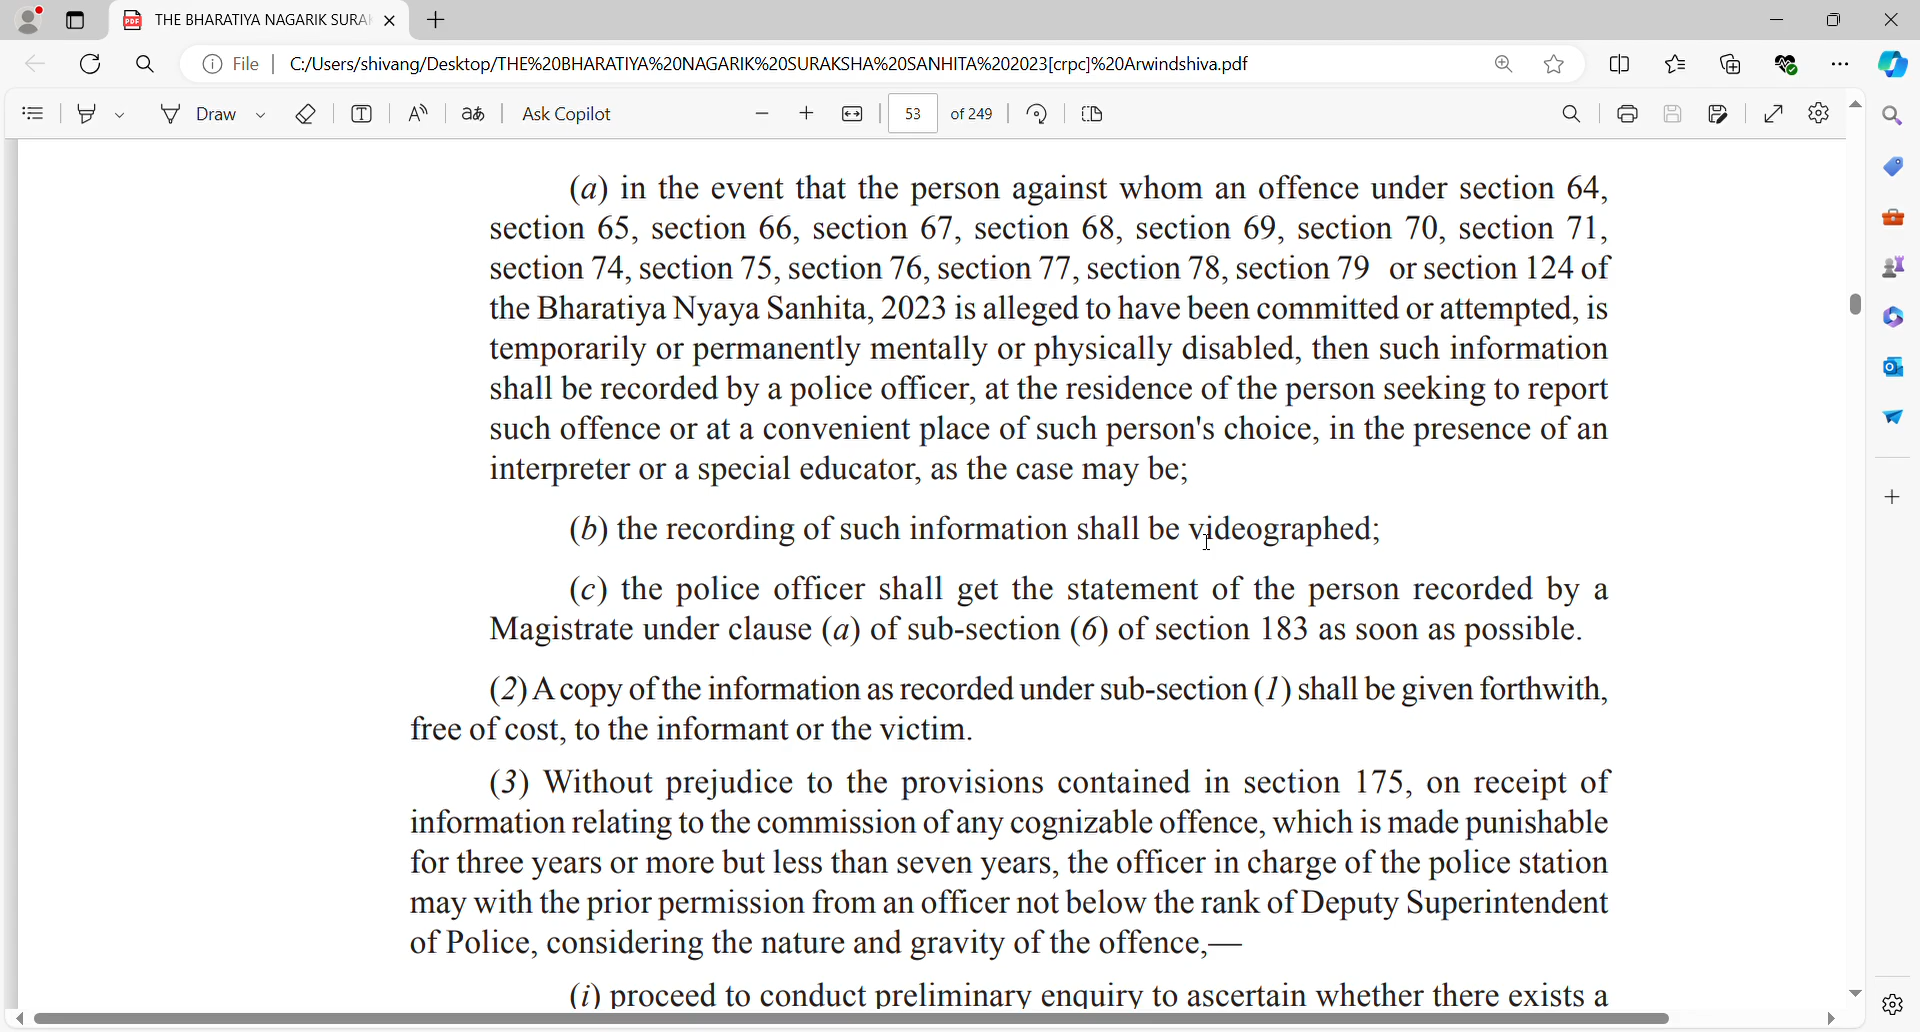 THE BHARATIYA NAGARIK SURA
File
C:/Users/shivang/Desktop/THE%20BHARATIYA%20NAGARIK%20SURAKSHA%20SANHITA%202023[crpc]%20Arwindshiva.pdf
Draw
aあ
Ask Copilot
53 of 249
(a) in the event that the person against whom an offence under section 64,
section 65, section 66, section 67, section 68, section 69, section 70, section 71,
section 74, section 75, section 76, section 77, section 78, section 79 or section 124 of
the Bharatiya Nyaya Sanhita, 2023 is alleged to have been committed or attempted, is
temporarily or permanently mentally or physically disabled, then such information
shall be recorded by a police officer, at the residence of the person seeking to report
such offence or at a convenient place of such person's choice, in the presence of an
interpreter or a special educator, as the case may be;
(b) the recording of such information shall be videographed;
(c) the police officer shall get the statement of the person recorded by a
Magistrate under clause (a) of sub-section (6) of section 183 as soon as possible.
(2) A copy of the information as recorded under sub-section (1) shall be given forthwith,
free of cost, to the informant or the victim.
(3) Without prejudice to the provisions contained in section 175, on receipt of
information relating to the commission of any cognizable offence, which is made punishable
for three years or more but less than seven years, the officer in charge of the police station
may with the prior permission from an officer not below the rank of Deputy Superintendent
of Police, considering the nature and gravity of the offence,—
(i) proceed to conduct preliminary enquiry to ascertain whether there exists a